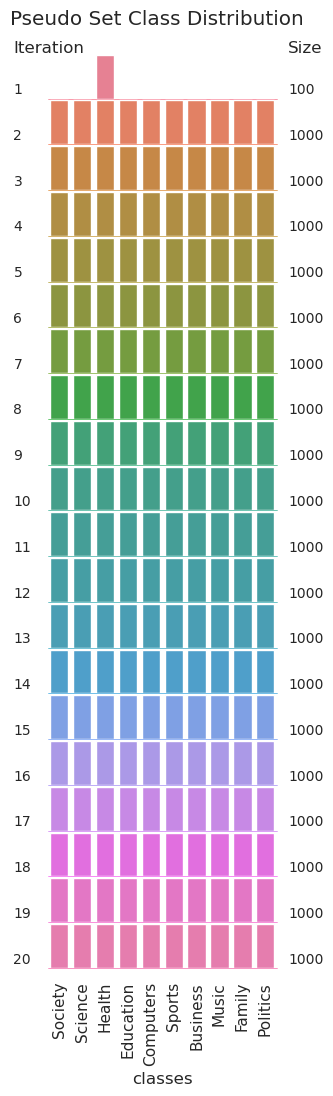 Pseudo Set Class Distribution
Iteration Size
1 100
2 1000
3 1000
4 1000
5 1000
6 1000
7 1000
8 1000
9 1000
10 1000
11 1000
12 1000
13 1000
14 1000
15 1000
16 1000
17 1000
18 1000
19 1000
20 1000
Society
Science
Health
Education
Computers
Sports
Business
Music
Family
Politics
classes